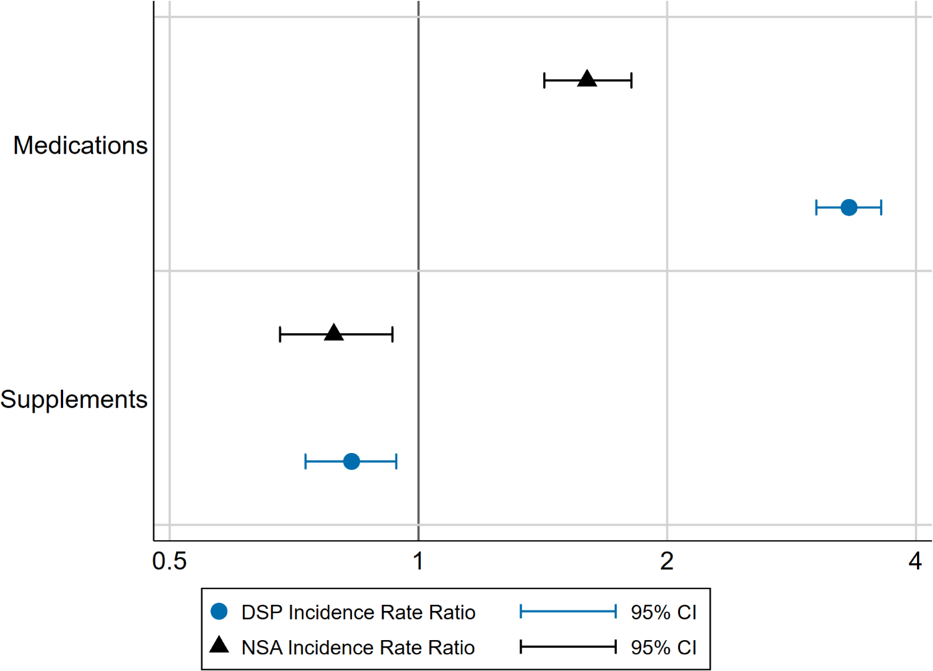 Medications
Supplements
0.5 1 2 4
DSP Incidence Rate Ratio 95% CI
NSA Incidence Rate Ratio 95% CI